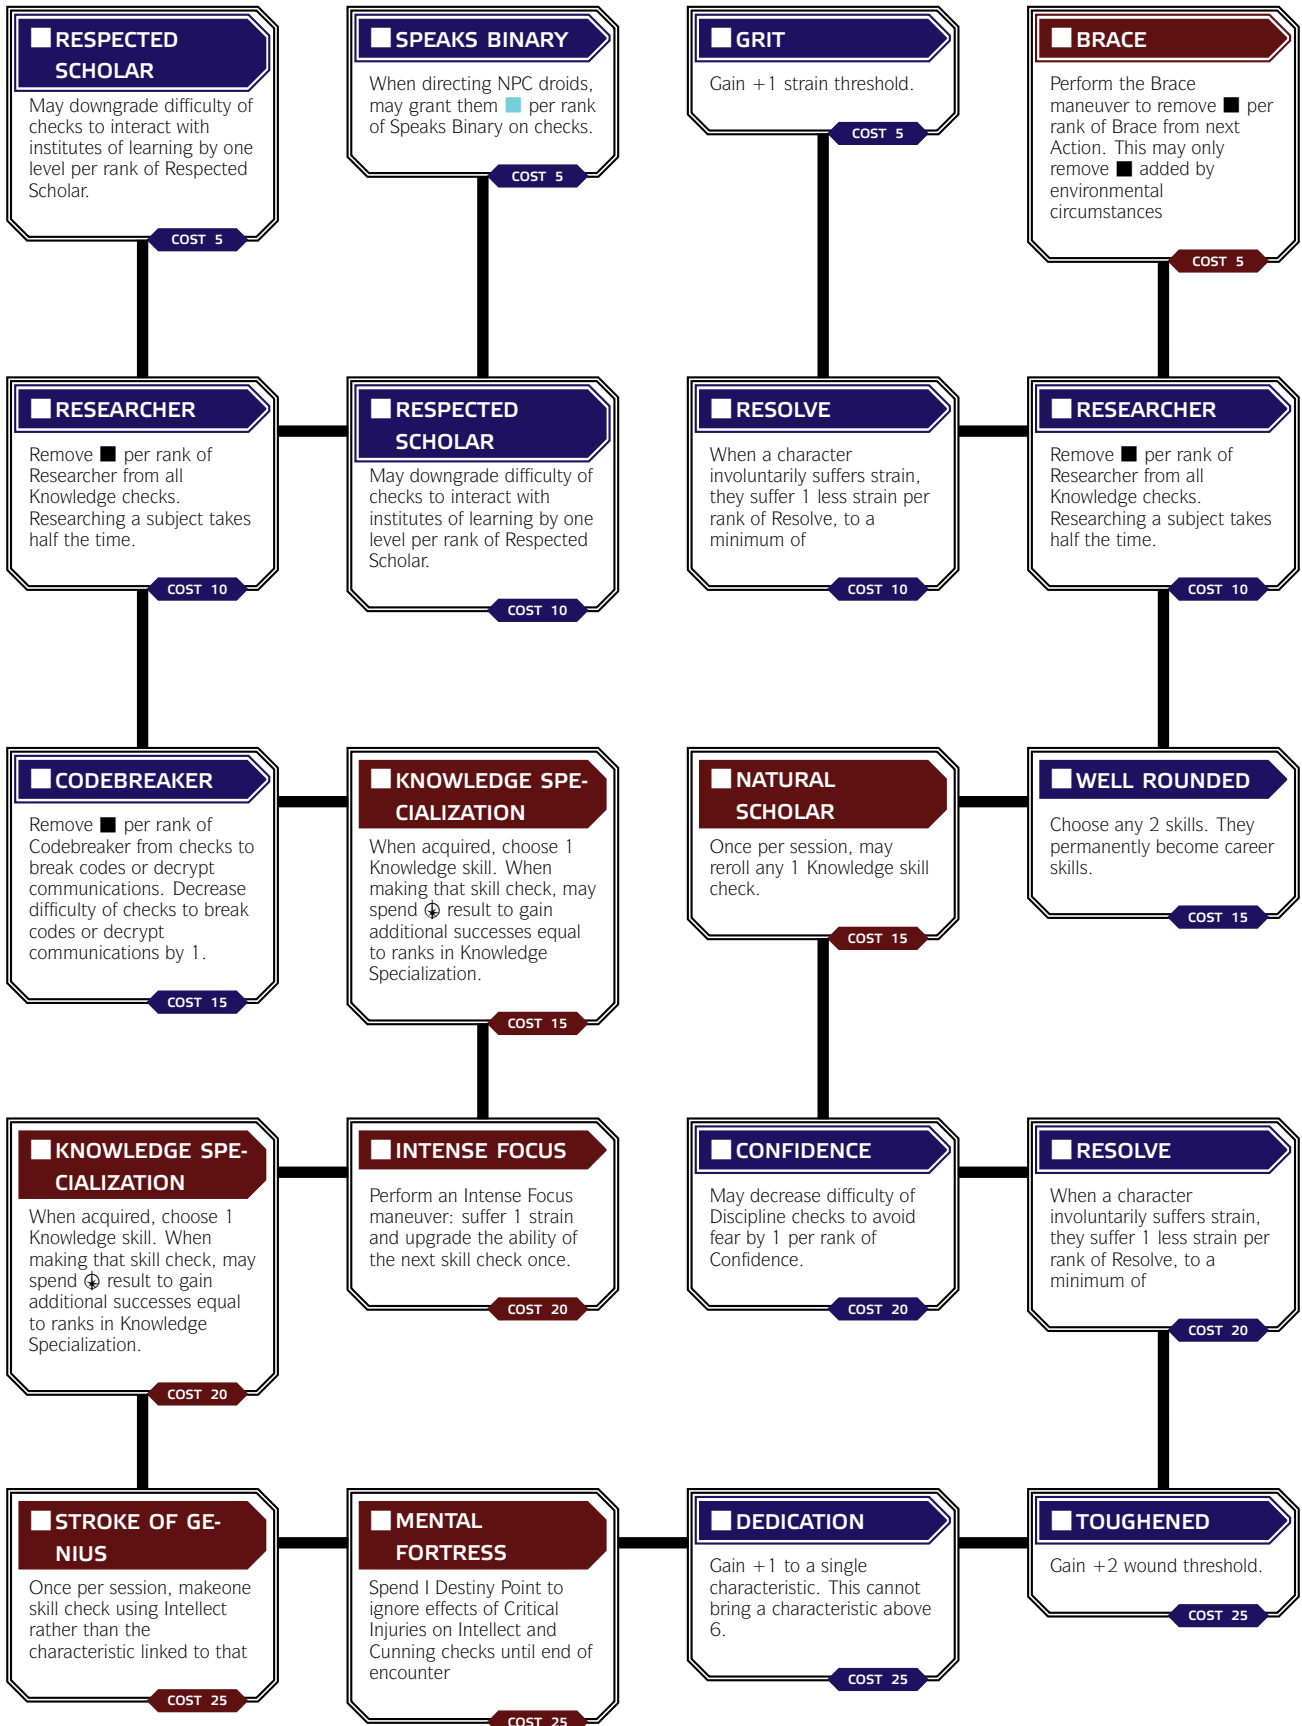 RESPECTED
SCHOLAR
May downgrade difficulty of
checks to interact with
institutes of learning by one
level per rank of Respected
Scholar.
COST 5
SPEAKS BINARY
When directing NPC droids,
may grant them per rank
of Speaks Binary on checks.
COST 5
GRIT
Gain +1 strain threshold.
COST 5
BRACE
Perform the Brace
maneuver to remove per
rank of Brace from next
Action. This may only
remove added by
environmental
circumstances
COST 5
RESEARCHER
Remove per rank of
Researcher from all
Knowledge checks.
Researching a subject takes
half the time.
COST 10
RESPECTED
SCHOLAR
May downgrade difficulty of
checks to interact with
institutes of learning by one
level per rank of Respected
Scholar.
COST 10
RESOLVE
When a character
involuntarily suffers strain,
they suffer 1 less strain per
rank of Resolve, to a
minimum of
COST 10
RESEARCHER
Remove per rank of
Researcher from all
Knowledge checks.
Researching a subject takes
half the time.
COST 10
CODEBREAKER
Remove per rank of
Codebreaker from checks to
break codes or decrypt
communications. Decrease
difficulty of checks to break
codes or decrypt
communications by 1.
COST 15
KNOWLEDGE SPE-
CIALIZATION
When acquired, choose 1
Knowledge skill. When
making that skill check, may
spend result to gain
additional successes equal
to ranks in Knowledge
Specialization.
COST 15
NATURAL
SCHOLAR
Once per session, may
reroll any 1 Knowledge skill
check.
COST 15
WELL ROUNDED
Choose any 2 skills. They
permanently become career
skills.
COST 15
KNOWLEDGE SPE-
CIALIZATION
When acquired, choose 1
Knowledge skill. When
making that skill check, may
spend result to gain
additional successes equal
to ranks in Knowledge
Specialization.
COST 20
INTENSE FOCUS
Perform an Intense Focus
maneuver: suffer 1 strain
and upgrade the ability of
the next skill check once.
COST 20
CONFIDENCE
May decrease difficulty of
Discipline checks to avoid
fear by 1 per rank of
Confidence.
COST 20
RESOLVE
When a character
involuntarily suffers strain,
they suffer 1 less strain per
rank of Resolve, to a
minimum of
COST 20
STROKE OF GE-
NIUS
Once per session, makeone
skill check using Intellect
rather than the
characteristic linked to that
COST 25
MENTAL
FORTRESS
Spend I Destiny Point to
ignore effects of Critical
Injuries on Intellect and
Cunning checks until end of
encounter
COST 25
DEDICATION
Gain +1 to a single
characteristic. This cannot
bring a characteristic above
6.
COST 25
TOUGHENED
Gain +2 wound threshold.
COST 25